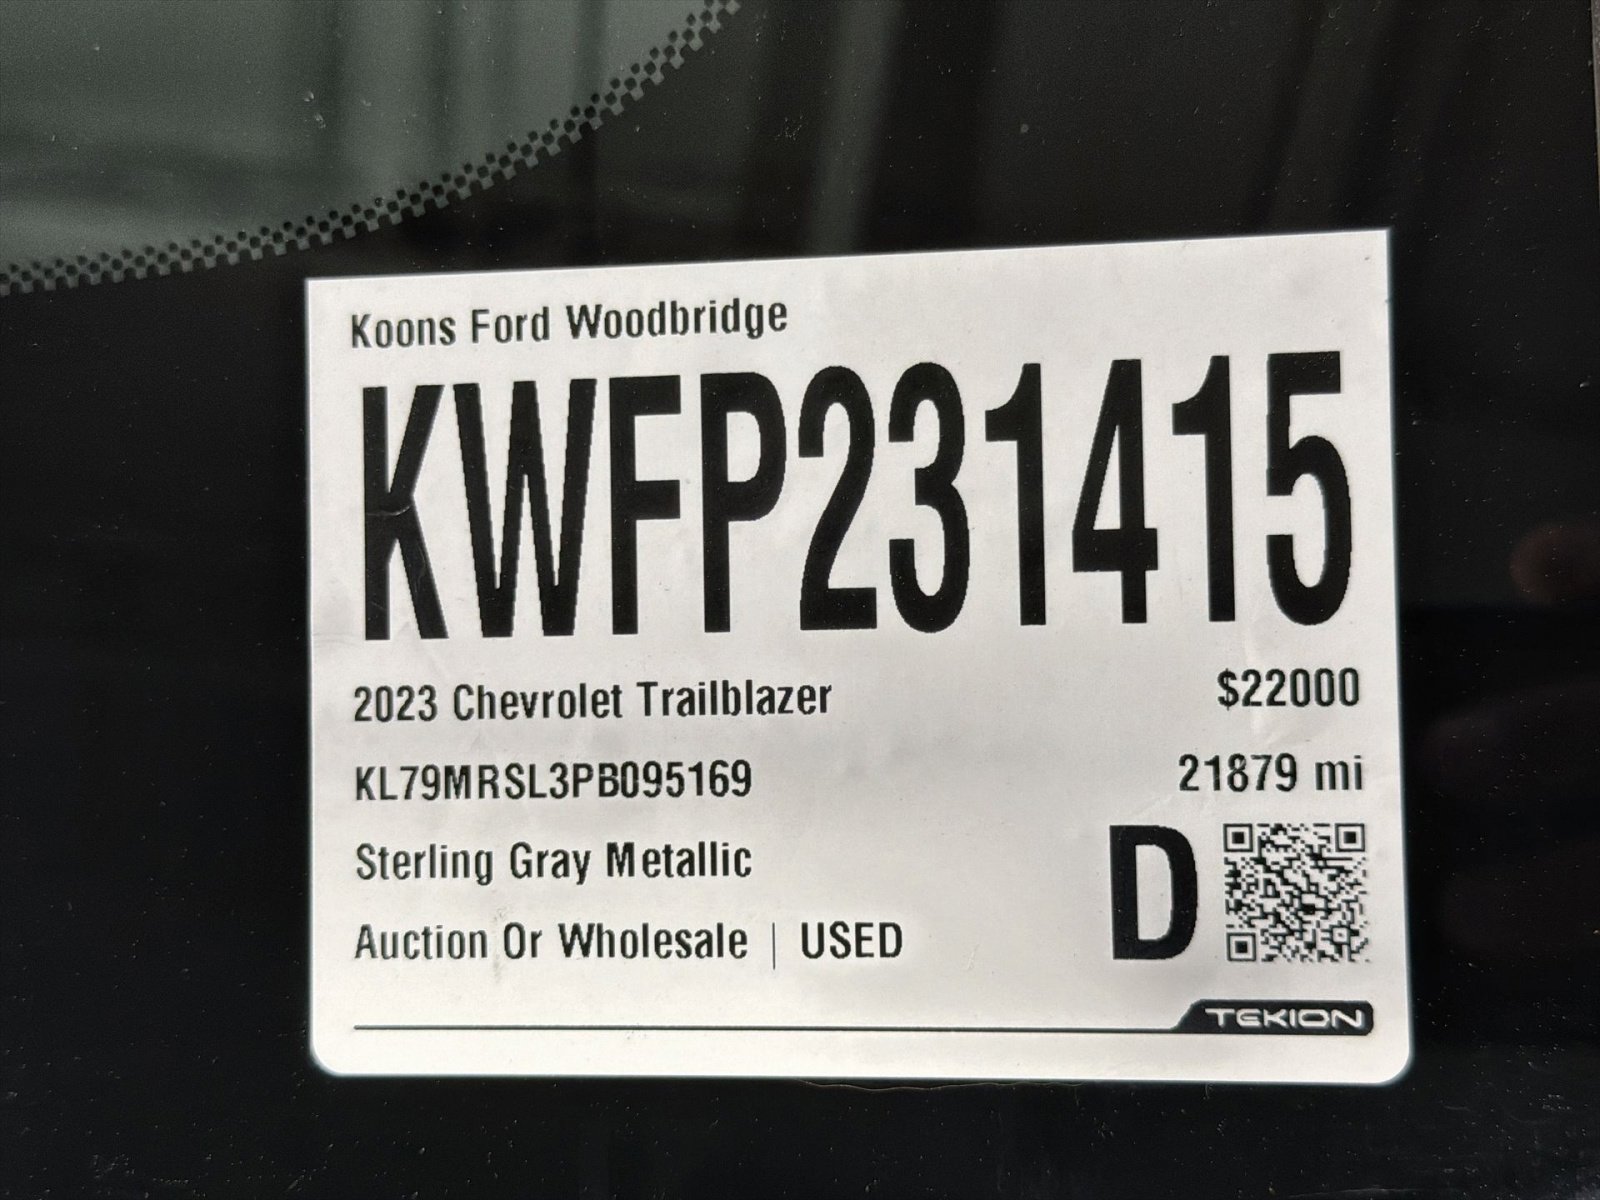 Koons Ford Woodbridge
KWFP231415
2023 Chevrolet Trailblazer $22000
KL79MRSL3PB095169 21879 mi
Sterling Gray Metallic
Auction Or Wholesale | USED D
TEKION